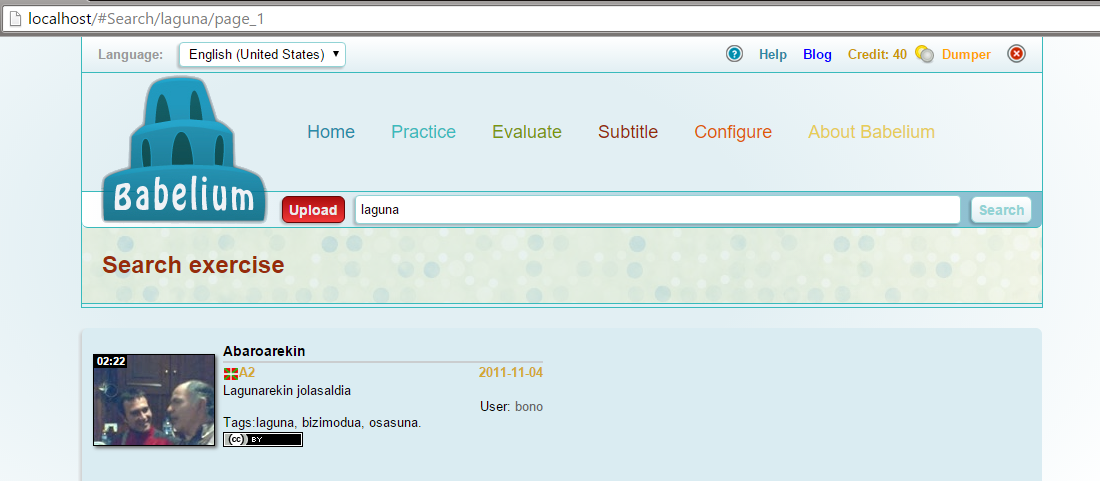 localhost/#Search/laguna/page_1
Language: English (United States) Help Blog Credit: 40 Dumper
Babelium
Home Practice Evaluate Subtitle Configure About Babelium
Upload laguna Search
Search exercise
02:22
Abaroarekin
A2 2011-11-04
Lagunarekin jolasaldia
User: bono
Tags:laguna, bizimodua, osasuna.
cc BY